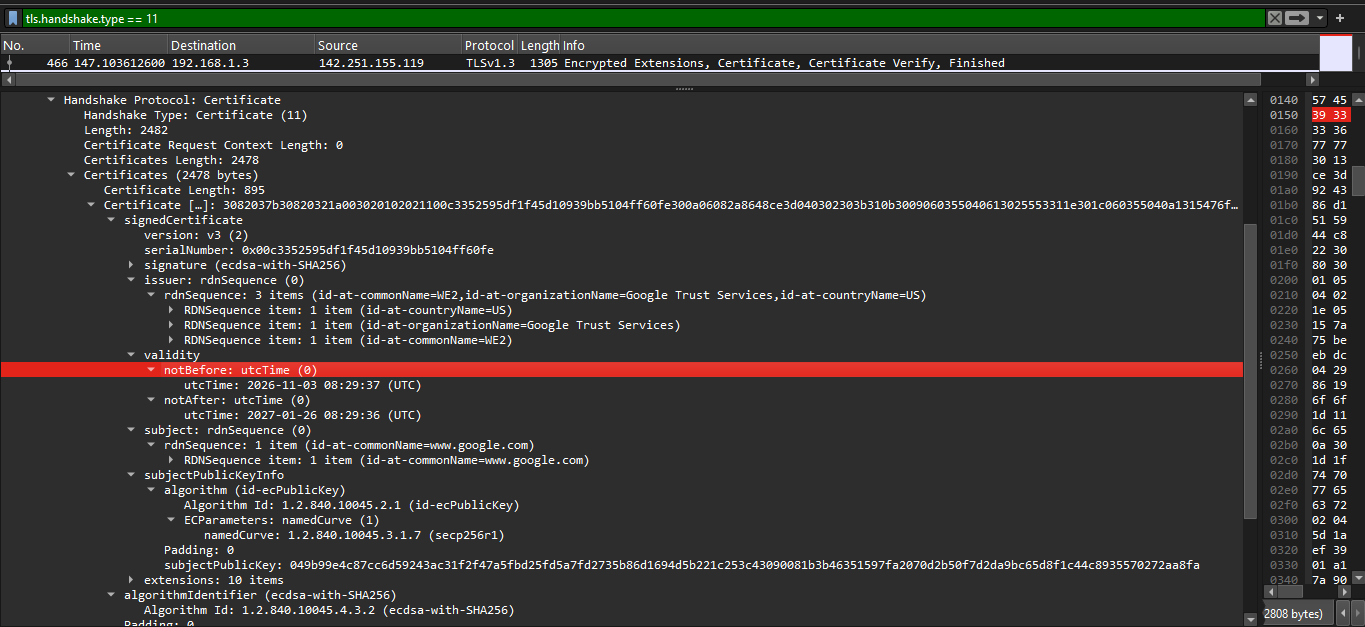 tls.handshake.type == 11
No. Time Destination Source Protocol Length Info
466 147.103612600 192.168.1.3 142.251.155.119 TLSv1.3 1305 Encrypted Extensions, Certificate, Certificate Verify, Finished
Handshake Protocol: Certificate
Handshake Type: Certificate (11)
Length: 2482
Certificate Request Context Length: 0
Certificates Length: 2478
Certificates (2478 bytes)
Certificate Length: 895
Certificate […]: 3082037b30820321a003020102021100c3352595df1f45d10939bb5104ff60fe300a06082a8648ce3d040302303b310b3009060355040613025553311e301c060355040a1315476f…
signedCertificate
version: v3 (2)
serialNumber: 0x00c3352595df1f45d10939bb5104ff60fe
signature (ecdsa-with-SHA256)
issuer: rdnSequence (0)
rdnSequence: 3 items (id-at-commonName=WE2,id-at-organizationName=Google Trust Services,id-at-countryName=US)
RDNSequence item: 1 item (id-at-countryName=US)
RDNSequence item: 1 item (id-at-organizationName=Google Trust Services)
RDNSequence item: 1 item (id-at-commonName=WE2)
validity
notBefore: utcTime (0)
utcTime: 2026-11-03 08:29:37 (UTC)
notAfter: utcTime (0)
utcTime: 2027-01-26 08:29:36 (UTC)
subject: rdnSequence (0)
rdnSequence: 1 item (id-at-commonName=www.google.com)
RDNSequence item: 1 item (id-at-commonName=www.google.com)
subjectPublicKeyInfo
algorithm (id-ecPublicKey)
Algorithm Id: 1.2.840.10045.2.1 (id-ecPublicKey)
ECParameters: namedCurve (1)
namedCurve: 1.2.840.10045.3.1.7 (secp256r1)
Padding: 0
subjectPublicKey: 049b99e4c87cc6d59243ac31f2f47a5fbd25fd5a7fd2735b86d1694d5b221c253c43090081b3b46351597fa2070d2b50f7d2da9bc65d8f1c44c8935570272aa8fa
extensions: 10 items
algorithmIdentifier (ecdsa-with-SHA256)
Algorithm Id: 1.2.840.10045.4.3.2 (ecdsa-with-SHA256)
Padding: 0
0140 57 45
0150 39 33
0160 33 36
0170 77 77
0180 30 13
0190 ce 3d
01a0 92 43
01b0 86 d1
01c0 51 59
01d0 44 c8
01e0 22 30
01f0 80 30
0200 01 05
0210 04 02
0220 1e 05
0230 15 7a
0240 75 be
0250 eb dc
0260 04 29
0270 86 19
0280 6f 6f
0290 1d 11
02a0 6c 65
02b0 0a 30
02c0 1d 1f
02d0 74 70
02e0 77 65
02f0 63 72
0300 02 04
0310 5d 1a
0320 ef 39
0330 01 a1
0340 7a 90
2808 bytes)